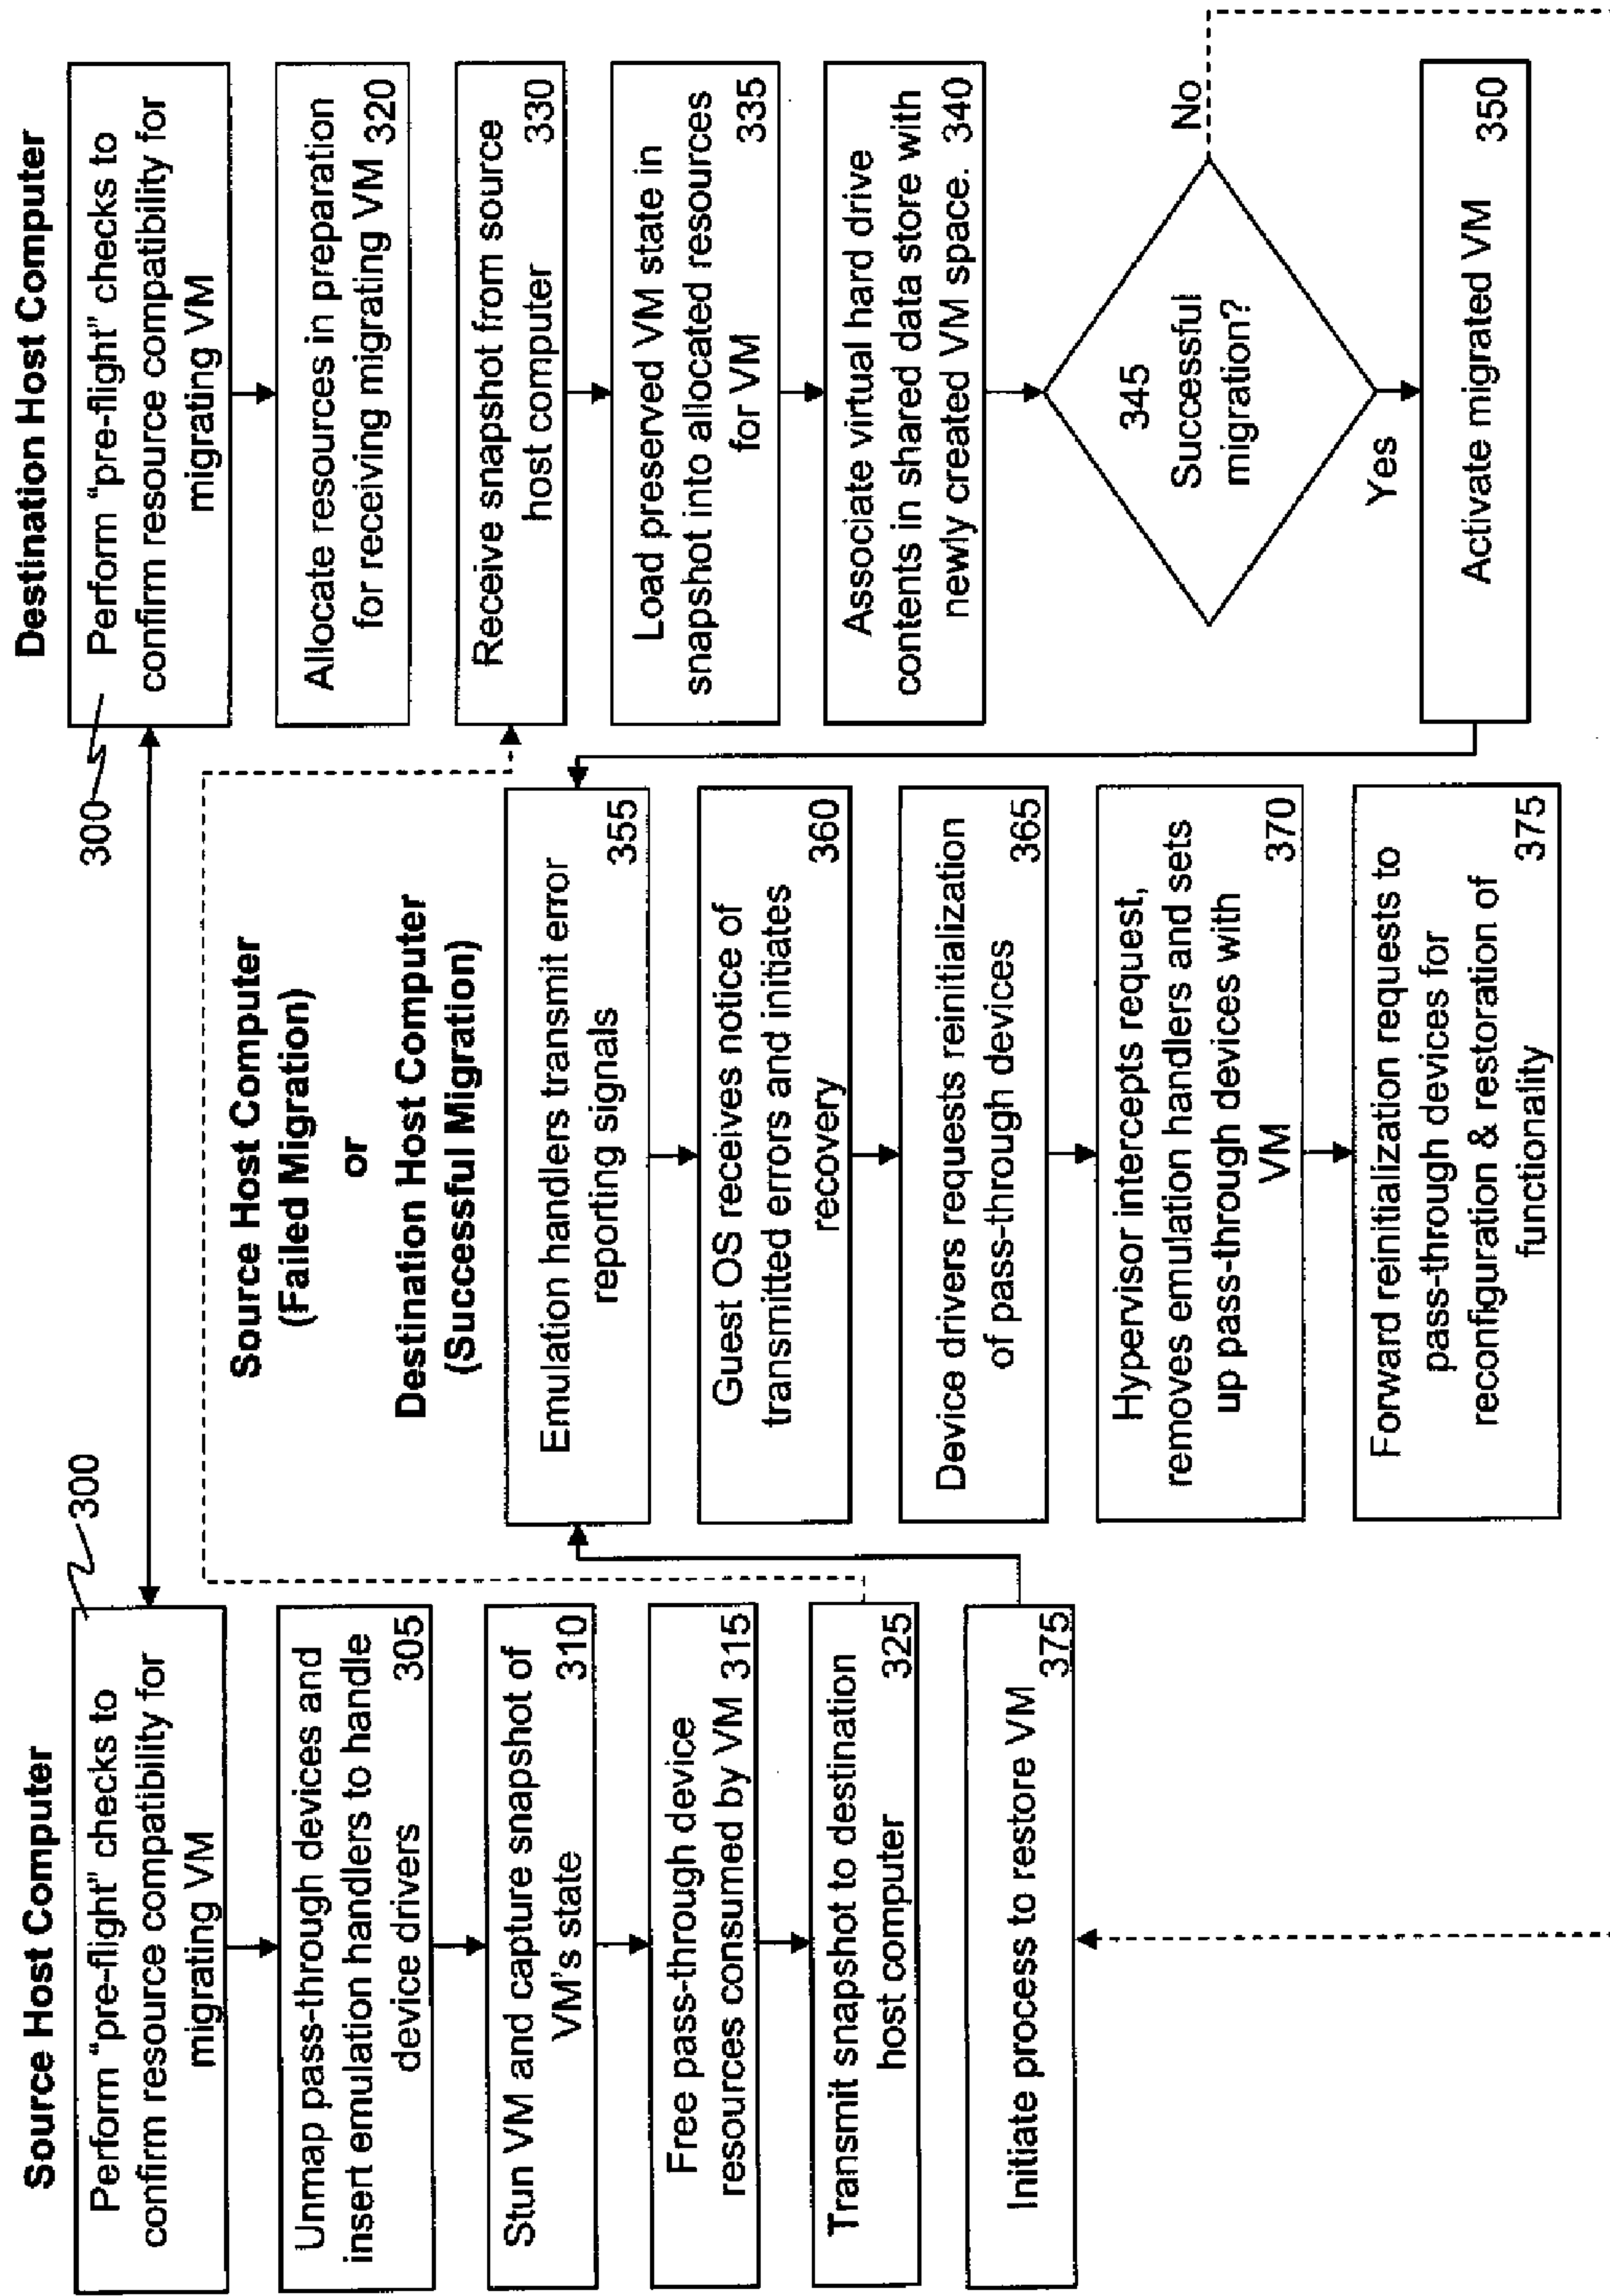 Source Host Computer
300
Perform "pre-flight" checks to
confirm resource compatibility for
migrating VM
Unmap pass-through devices and
insert emulation handlers to handle
device drivers 305
Stun VM and capture snapshot of
VM's state 310
Free pass-through device
resources consumed by VM 315
Transmit snapshot to destination
host computer 325
Initiate process to restore VM
375
Source Host Computer
(Failed Migration)
or
Destination Host Computer
(Successful Migration)
Emulation handlers transmit error
reporting signals 355
Guest OS receives notice of
transmitted errors and initiates
recovery 360
Device drivers requests reinitialization
of pass-through devices 365
Hypervisor intercepts request,
removes emulation handlers and sets
up pass-through devices with
VM 370
Forward reinitialization requests to
pass-through devices for
reconfiguration & restoration of
functionality 375
Destination Host Computer
300
Perform "pre-flight" checks to
confirm resource compatibility for
migrating VM
Allocate resources in preparation
for receiving migrating VM 320
Receive snapshot from source
host computer 330
Load preserved VM state in
snapshot into allocated resources
for VM 335
Associate virtual hard drive
contents in shared data store with
newly created VM space. 340
345
Successful
migration?
No
Yes
Activate migrated VM 350